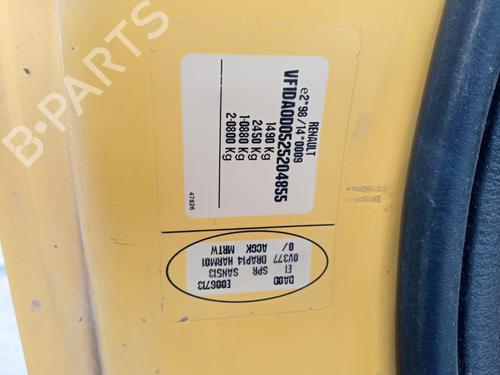 B PARTS
RENAULT
e2*98/14*0009
VF1DA0D0525204855
1490 Kg
2450 Kg
1-0880 Kg
2-0800 Kg
47826
DA0D E006713
E1 SPR SAN513
0V377 DRAP14 HARM01
0/ ACGK MRTW